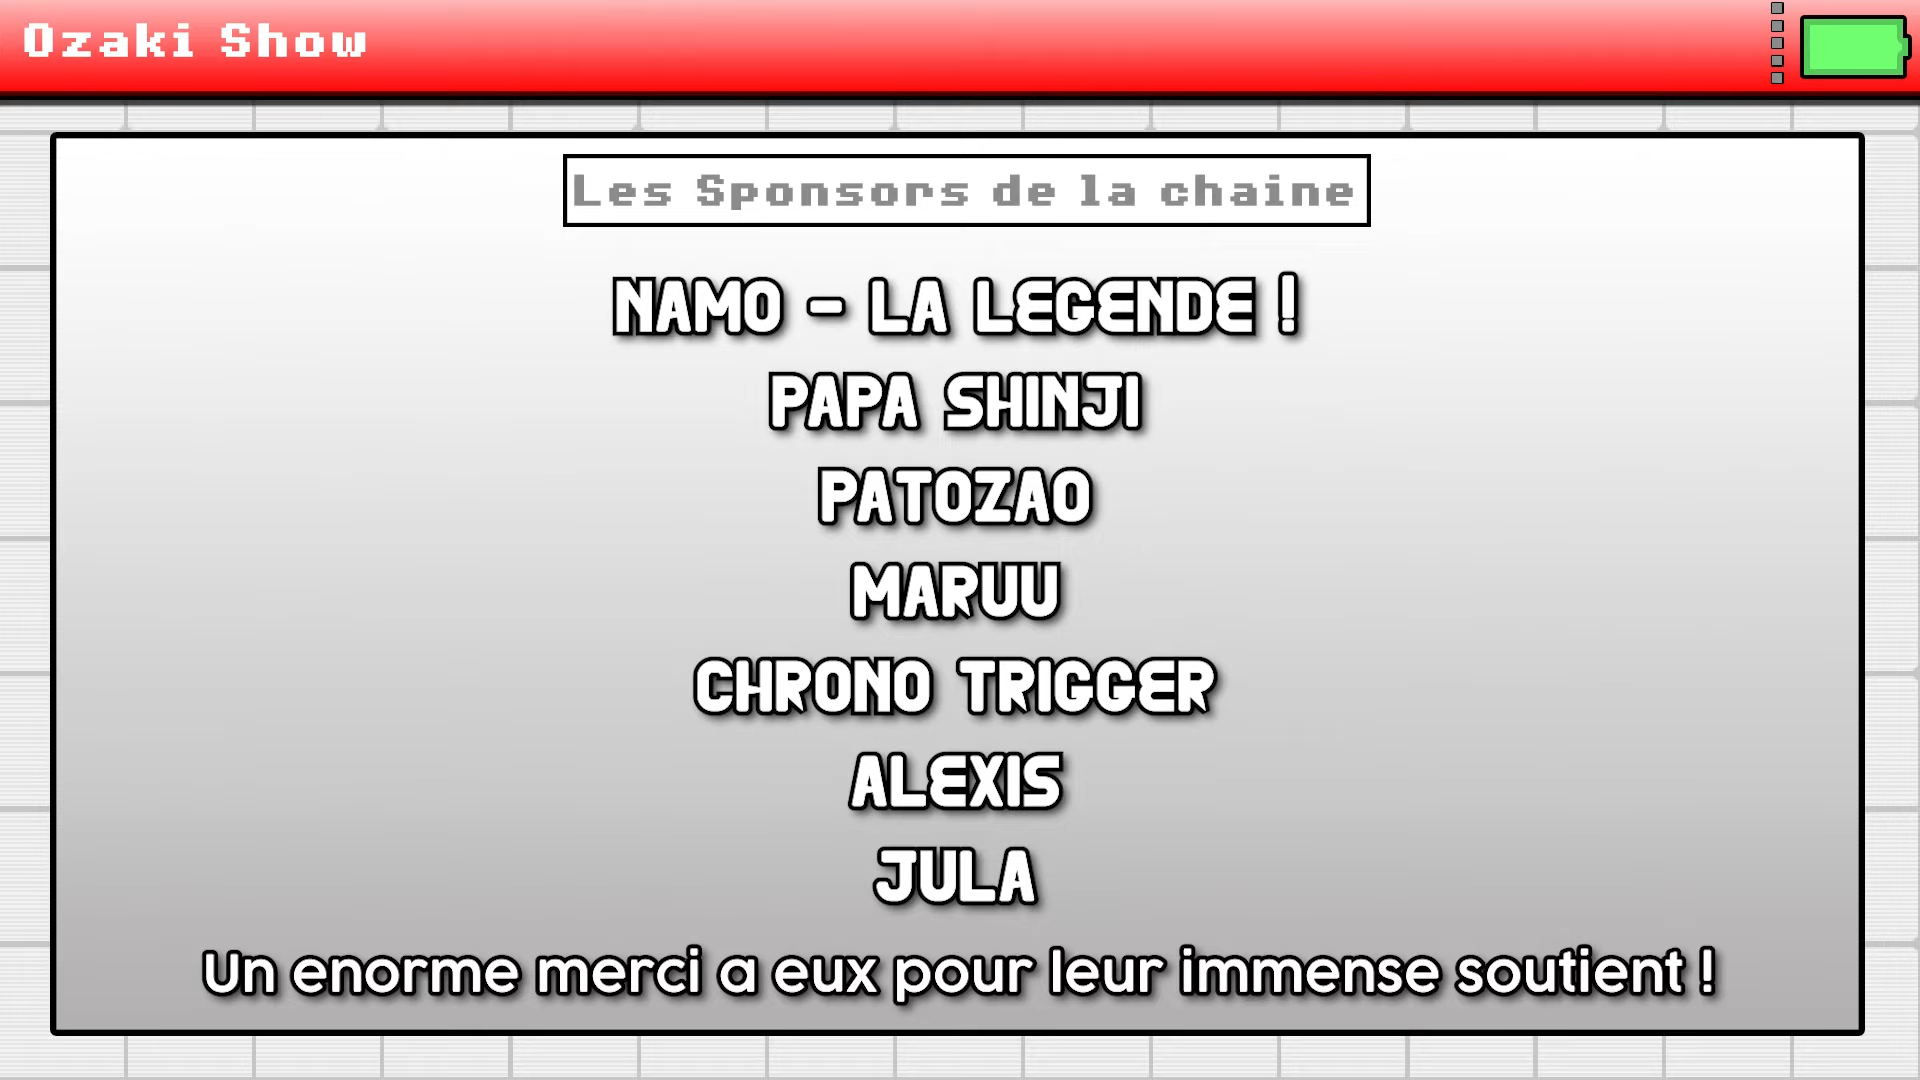 Ozaki Show
Les Sponsors de la chaine
NAMO - LA LEGENDE !
PAPA SHINJI
PATOZAO
MARUU
CHRONO TRIGGER
ALEXIS
JULA
Un enorme merci a eux pour leur immense soutient !